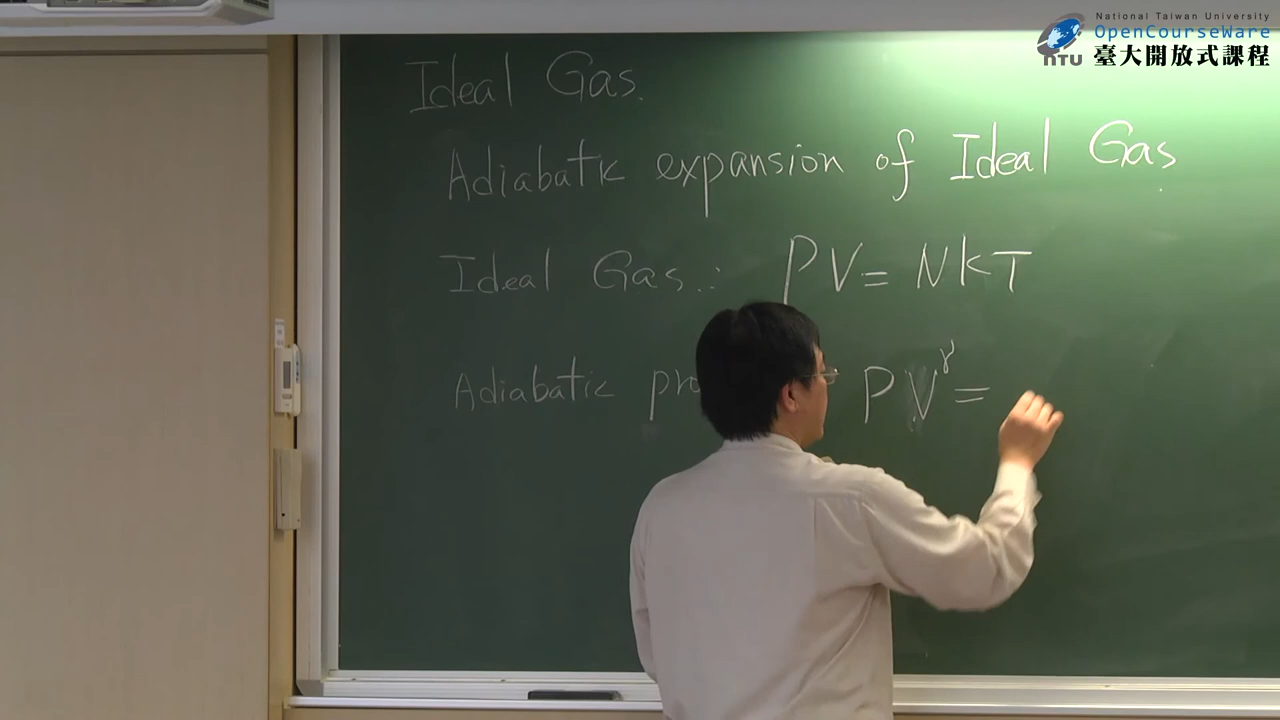 National Taiwan University
OpenCourseWare
NTU 臺大開放式課程
Ideal Gas.
Adiabatic expansion of Ideal Gas
Ideal Gas.: PV = NkT
Adiabatic PV^γ =